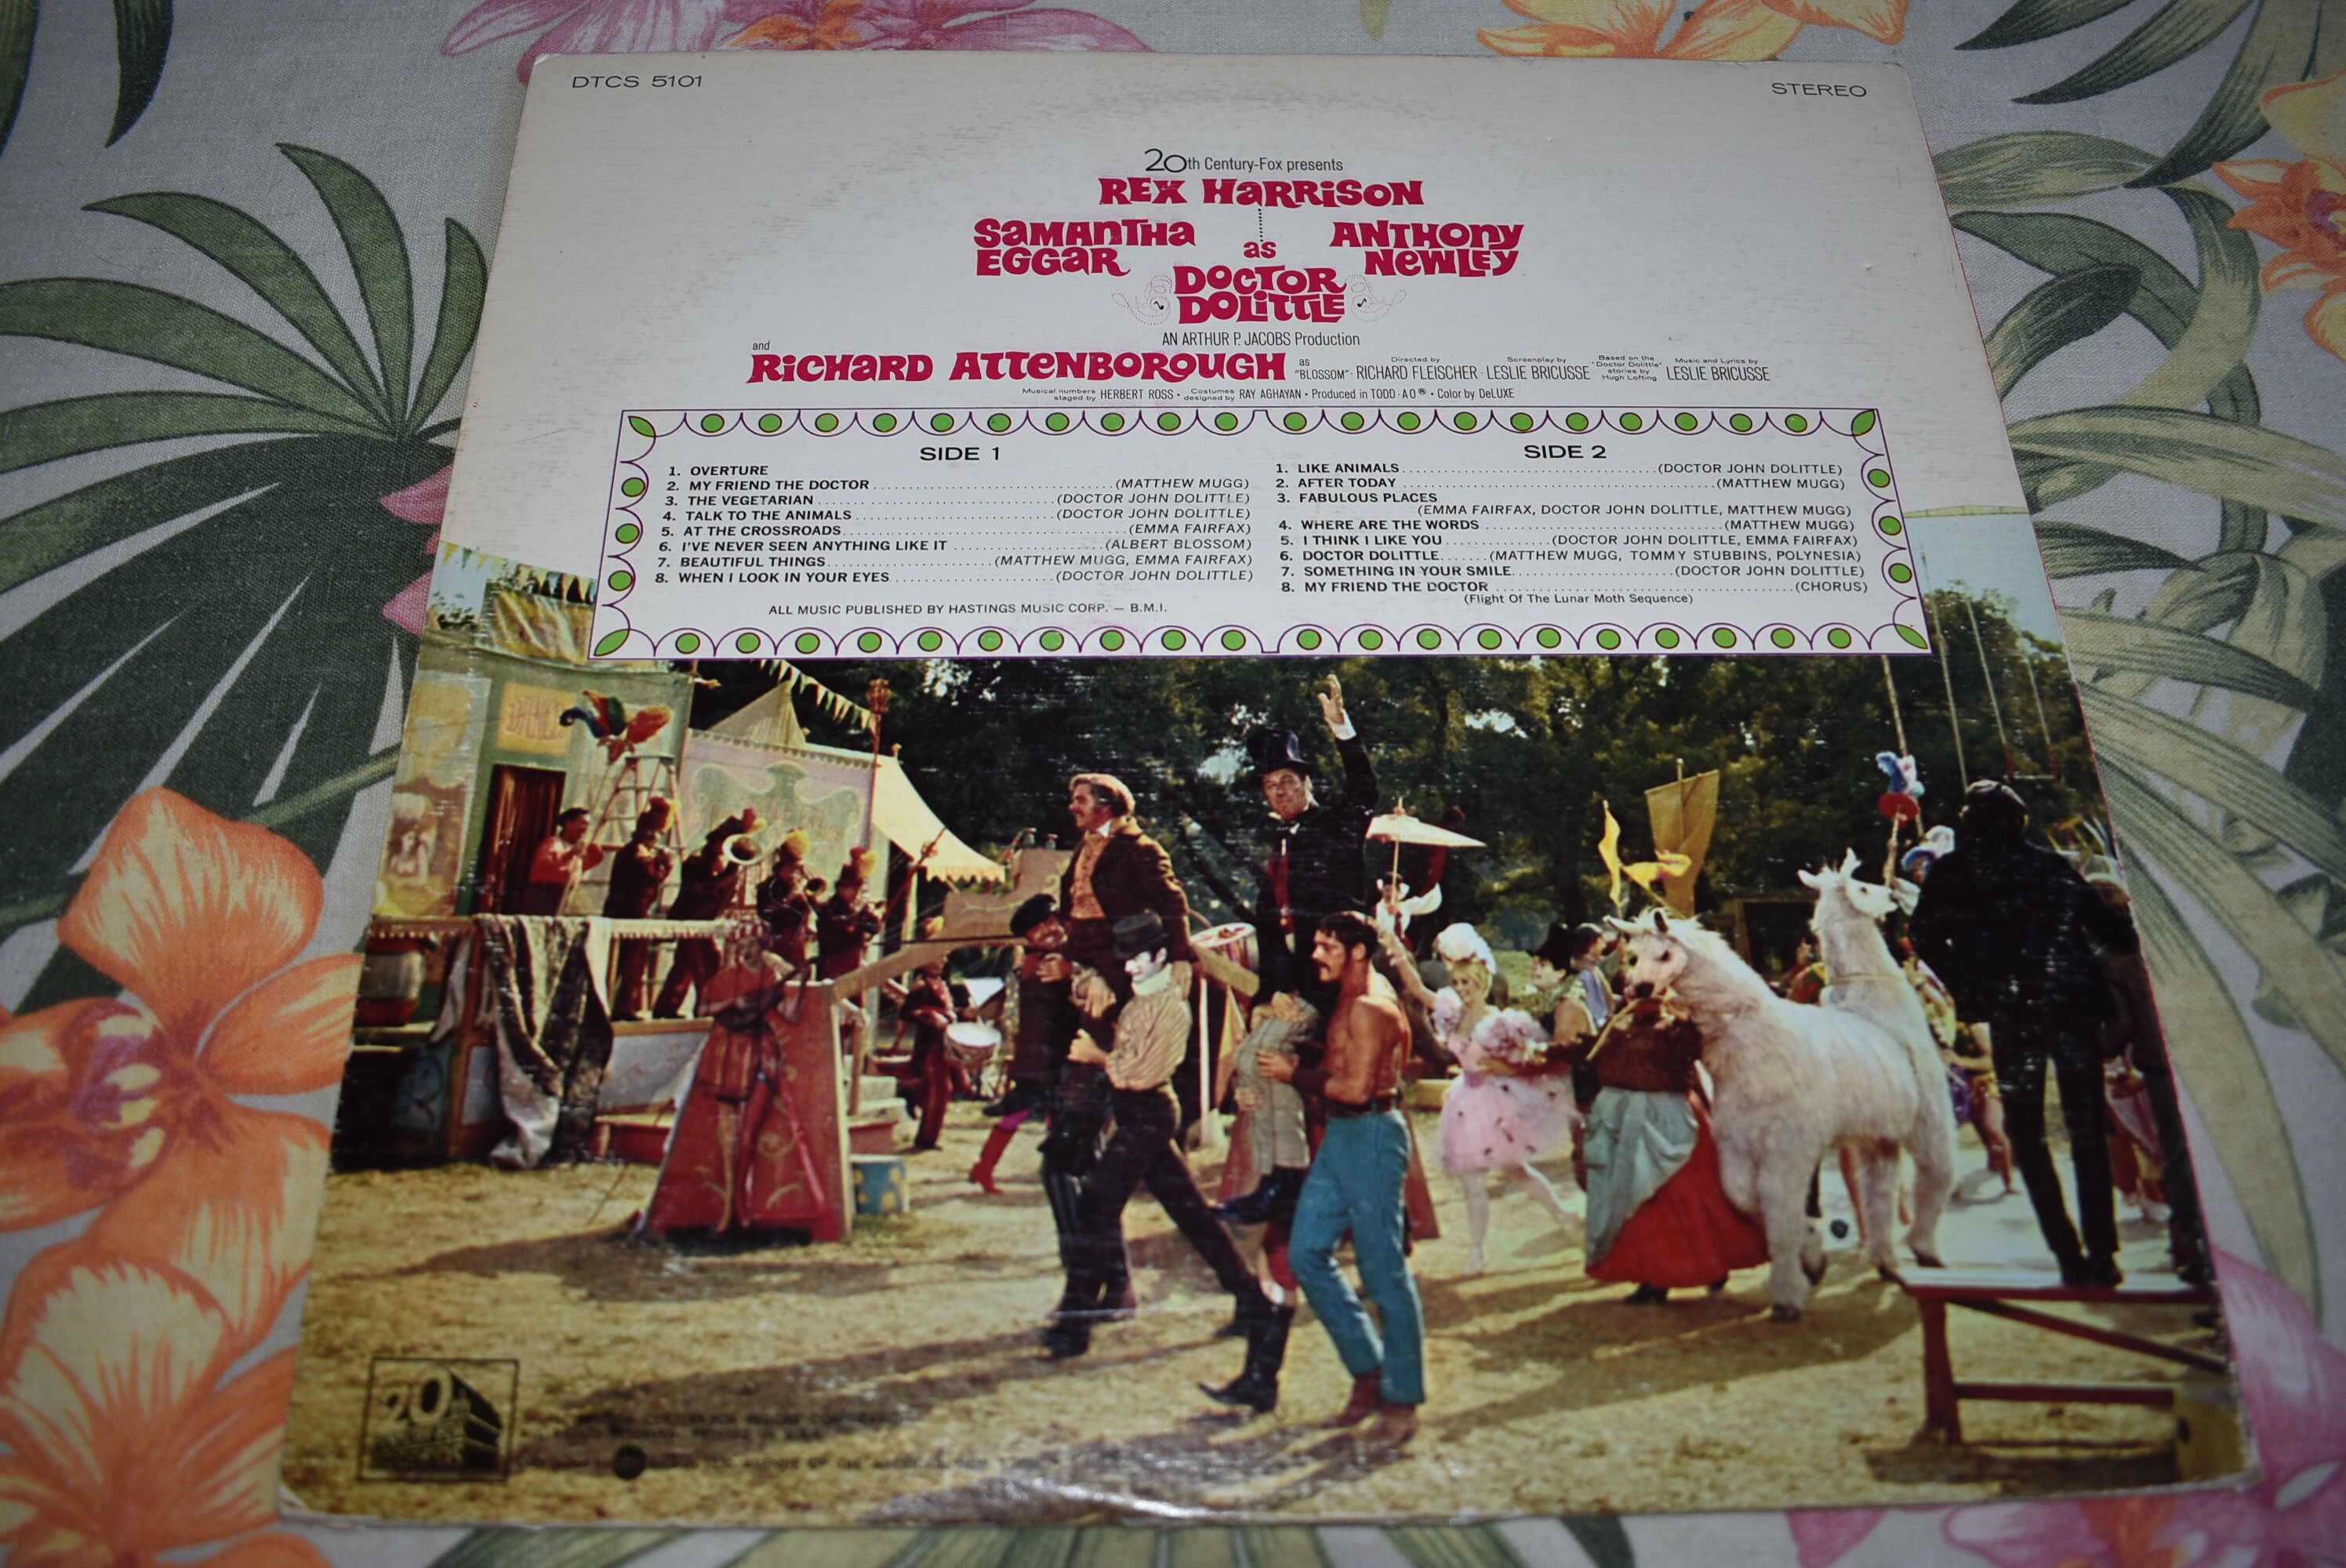 DTCS 5101
STEREO
20th Century-Fox presents
REX HARRISON
SAMANTHA EGGAR
as
ANTHONY NEWLEY
DOCTOR DOLITTLE
AN ARTHUR P. JACOBS Production
and
RICHARD ATTENBOROUGH as "BLOSSOM" · Directed by RICHARD FLEISCHER · Screenplay by LESLIE BRICUSSE · Based on the "Doctor Dolittle" stories by Hugh Lofting · Music and Lyrics by LESLIE BRICUSSE
Musical numbers staged by HERBERT ROSS • Costumes designed by RAY AGHAYAN • Produced in TODD-AO® • Color by DeLUXE
SIDE 1
1. OVERTURE
2. MY FRIEND THE DOCTOR (MATTHEW MUGG)
3. THE VEGETARIAN (DOCTOR JOHN DOLITTLE)
4. TALK TO THE ANIMALS (DOCTOR JOHN DOLITTLE)
5. AT THE CROSSROADS (EMMA FAIRFAX)
6. I'VE NEVER SEEN ANYTHING LIKE IT (ALBERT BLOSSOM)
7. BEAUTIFUL THINGS (MATTHEW MUGG, EMMA FAIRFAX)
8. WHEN I LOOK IN YOUR EYES (DOCTOR JOHN DOLITTLE)
ALL MUSIC PUBLISHED BY HASTINGS MUSIC CORP. — B.M.I.
SIDE 2
1. LIKE ANIMALS (DOCTOR JOHN DOLITTLE)
2. AFTER TODAY (MATTHEW MUGG)
3. FABULOUS PLACES
(EMMA FAIRFAX, DOCTOR JOHN DOLITTLE, MATTHEW MUGG)
4. WHERE ARE THE WORDS (MATTHEW MUGG)
5. I THINK I LIKE YOU (DOCTOR JOHN DOLITTLE, EMMA FAIRFAX)
6. DOCTOR DOLITTLE (MATTHEW MUGG, TOMMY STUBBINS, POLYNESIA)
7. SOMETHING IN YOUR SMILE (DOCTOR JOHN DOLITTLE)
8. MY FRIEND THE DOCTOR (CHORUS)
(Flight Of The Lunar Moth Sequence)
20th